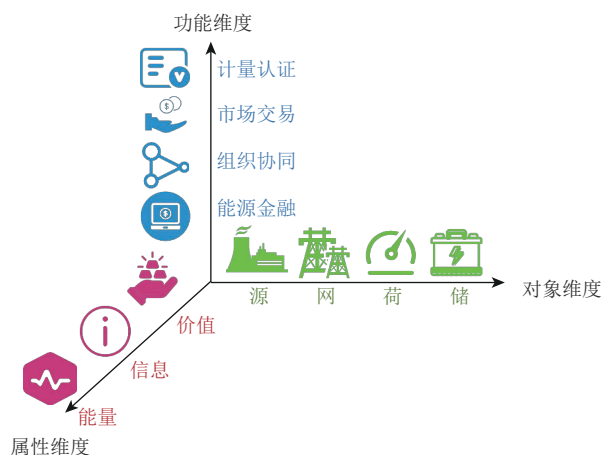 功能维度
计量认证
市场交易
组织协同
能源金融
源 网 荷 储
对象维度
价值
信息
能量
属性维度